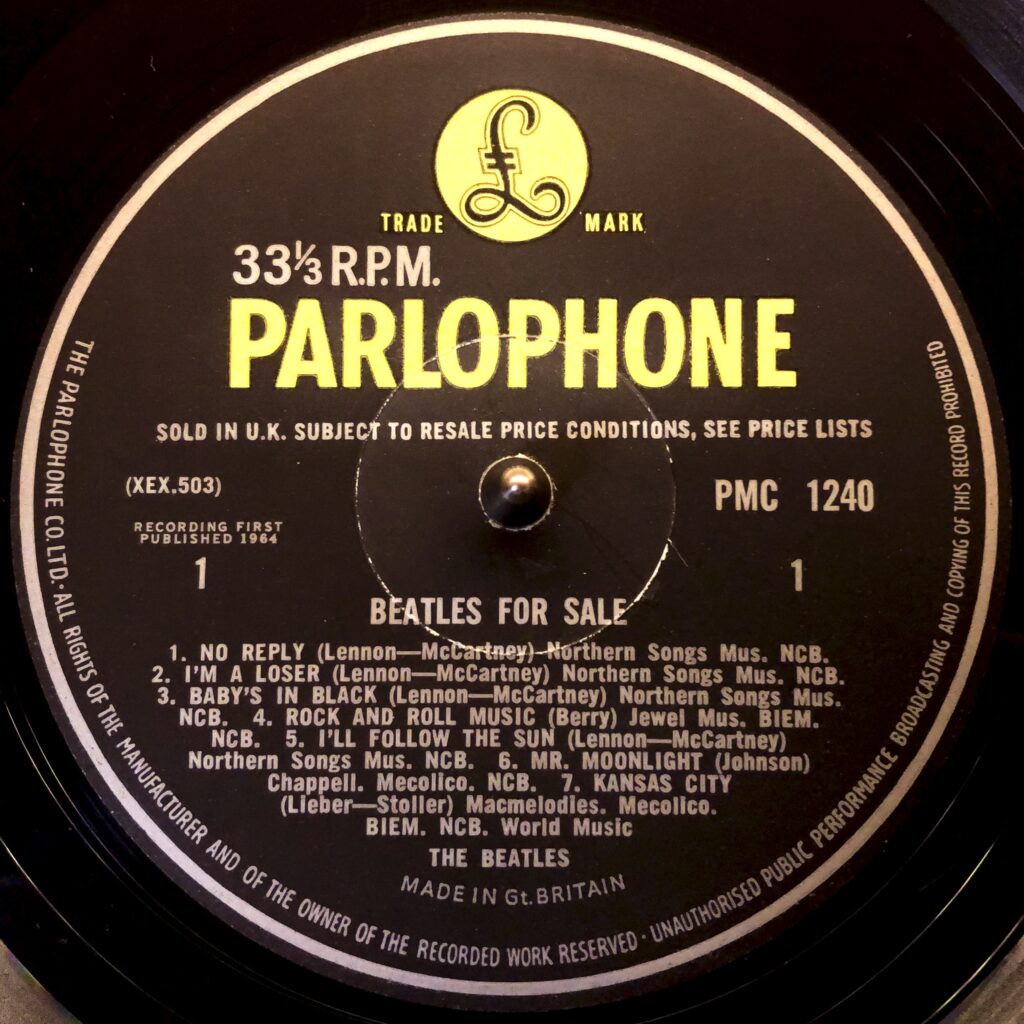 £
TRADE MARK
33⅓ R.P.M.
PARLOPHONE
SOLD IN U.K. SUBJECT TO RESALE PRICE CONDITIONS, SEE PRICE LISTS
(XEX.503)
PMC 1240
RECORDING FIRST
PUBLISHED 1964
1
1
BEATLES FOR SALE
1. NO REPLY (Lennon—McCartney) Northern Songs Mus. NCB.
2. I'M A LOSER (Lennon—McCartney) Northern Songs Mus. NCB.
3. BABY'S IN BLACK (Lennon—McCartney) Northern Songs Mus.
NCB. 4. ROCK AND ROLL MUSIC (Berry) Jewel Mus. BIEM.
NCB. 5. I'LL FOLLOW THE SUN (Lennon—McCartney)
Northern Songs Mus. NCB. 6. MR. MOONLIGHT (Johnson)
Chappell. Mecolico. NCB. 7. KANSAS CITY
(Lieber—Stoller) Macmelodies. Mecolico.
BIEM. NCB. World Music
THE BEATLES
MADE IN Gt. BRITAIN
THE PARLOPHONE CO. LTD. · ALL RIGHTS OF THE MANUFACTURER AND OF THE OWNER OF THE RECORDED WORK RESERVED · UNAUTHORISED PUBLIC PERFORMANCE BROADCASTING AND COPYING OF THIS RECORD PROHIBITED